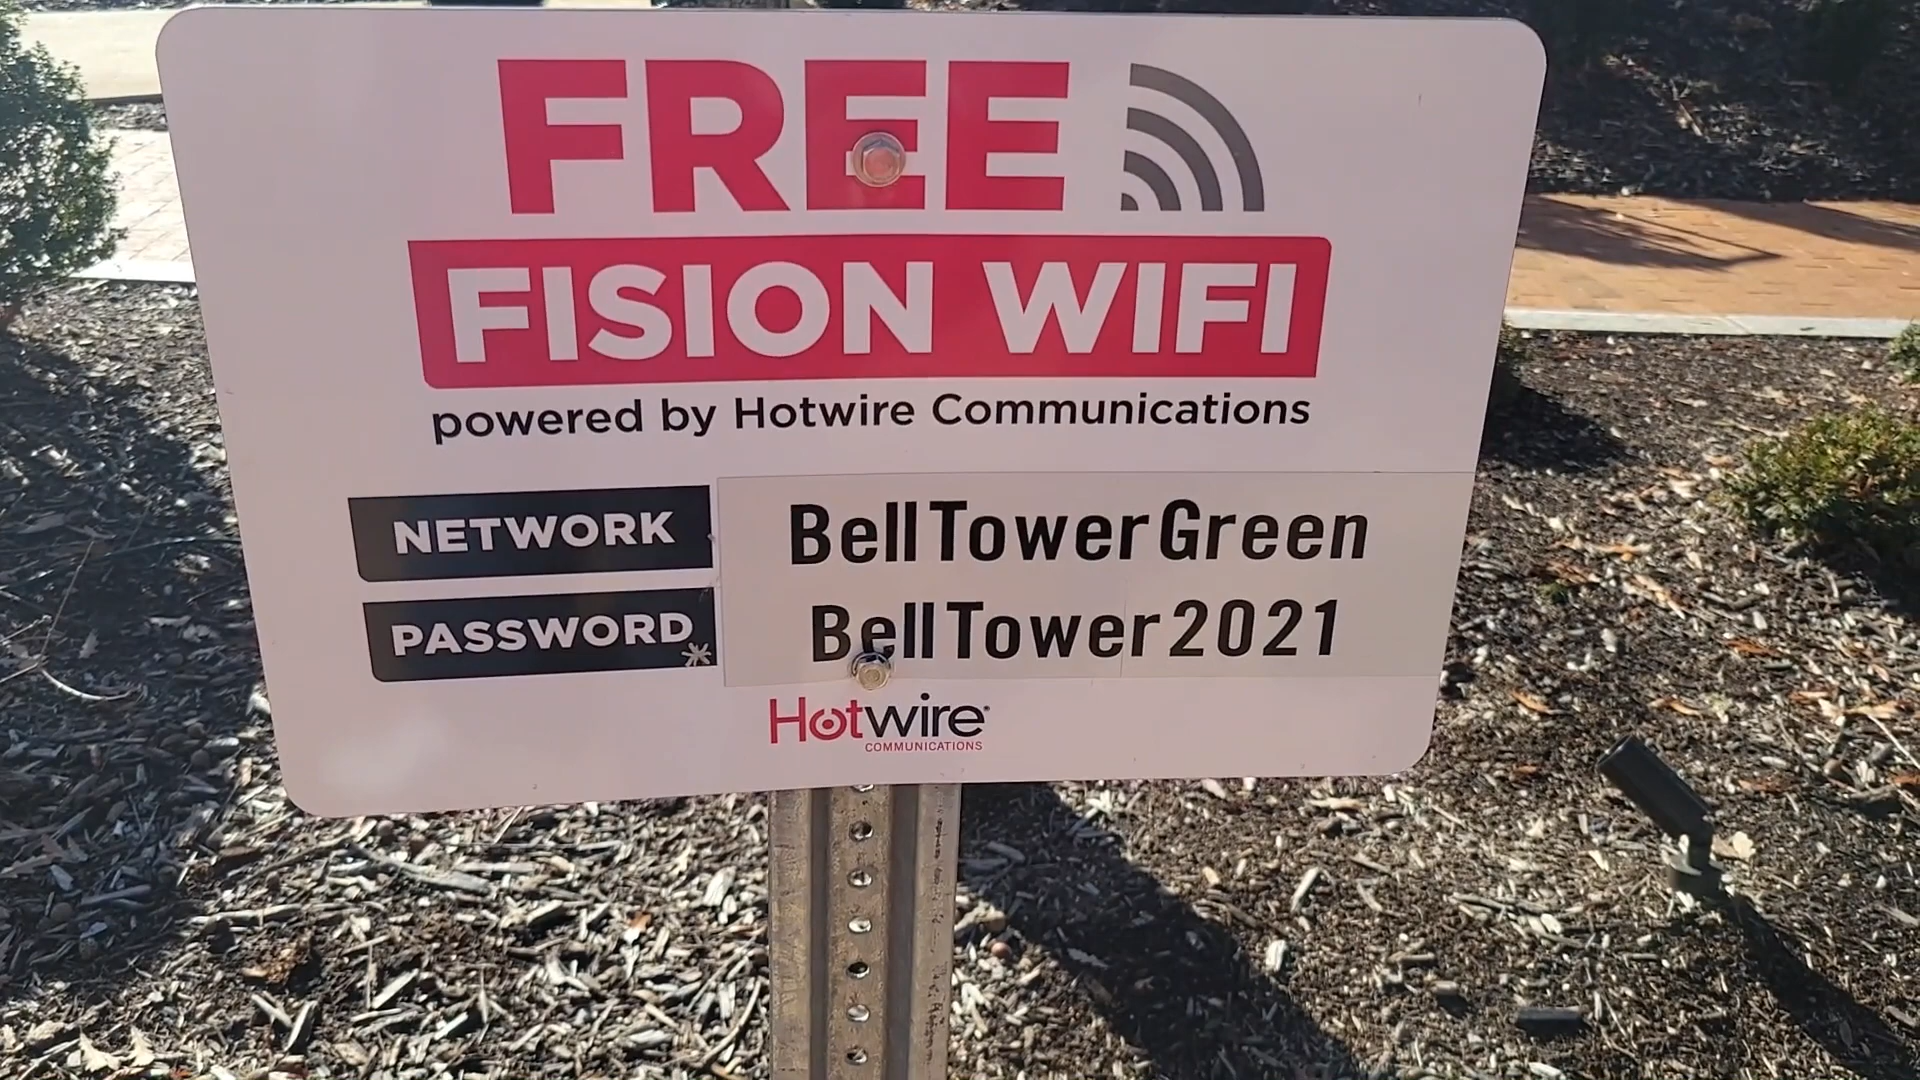 FREE
FISION WIFI
powered by Hotwire Communications
NETWORK BellTowerGreen
PASSWORD* BellTower2021
Hotwire
COMMUNICATIONS